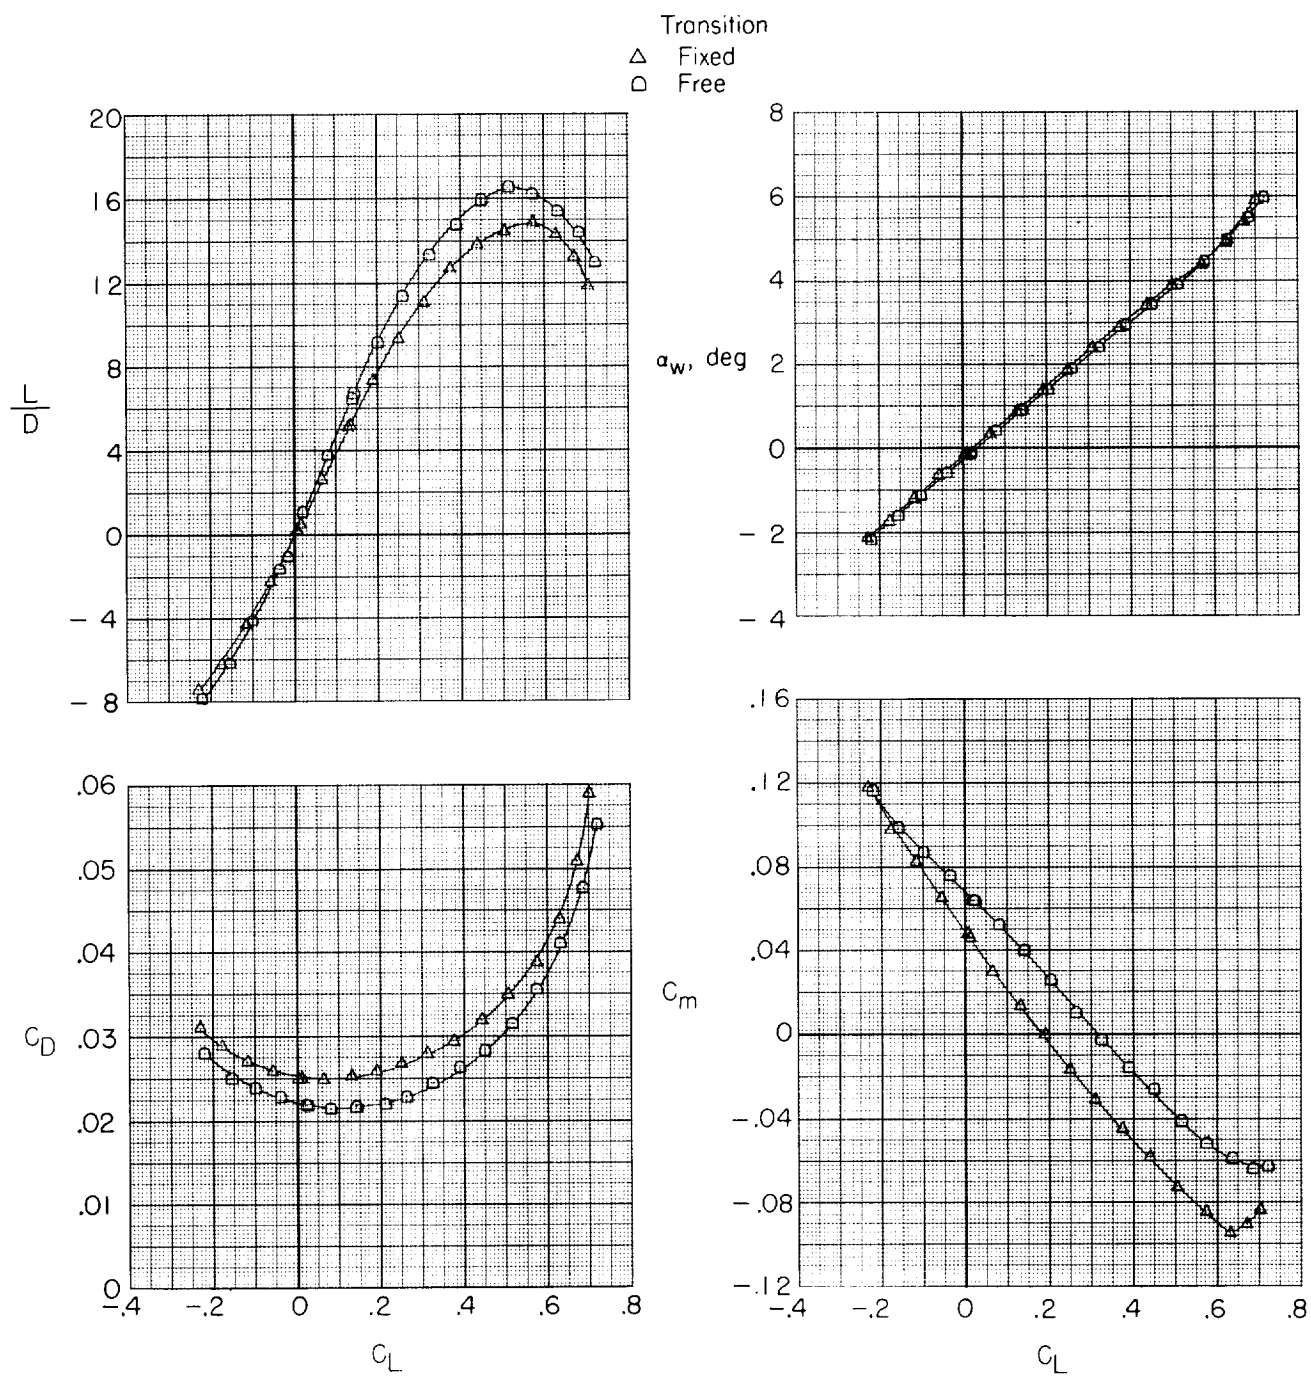 Transition
△ Fixed
○ Free
20
16
12
8
4
0
- 4
- 8
L/D
8
6
4
2
0
- 2
- 4
αw, deg
.06
.05
.04
.03
.02
.01
0
CD
-.4 -.2 0 .2 .4 .6 .8
CL
.16
.12
.08
.04
0
-.04
-.08
-.12
Cm
-.4 -.2 0 .2 .4 .6 .8
CL